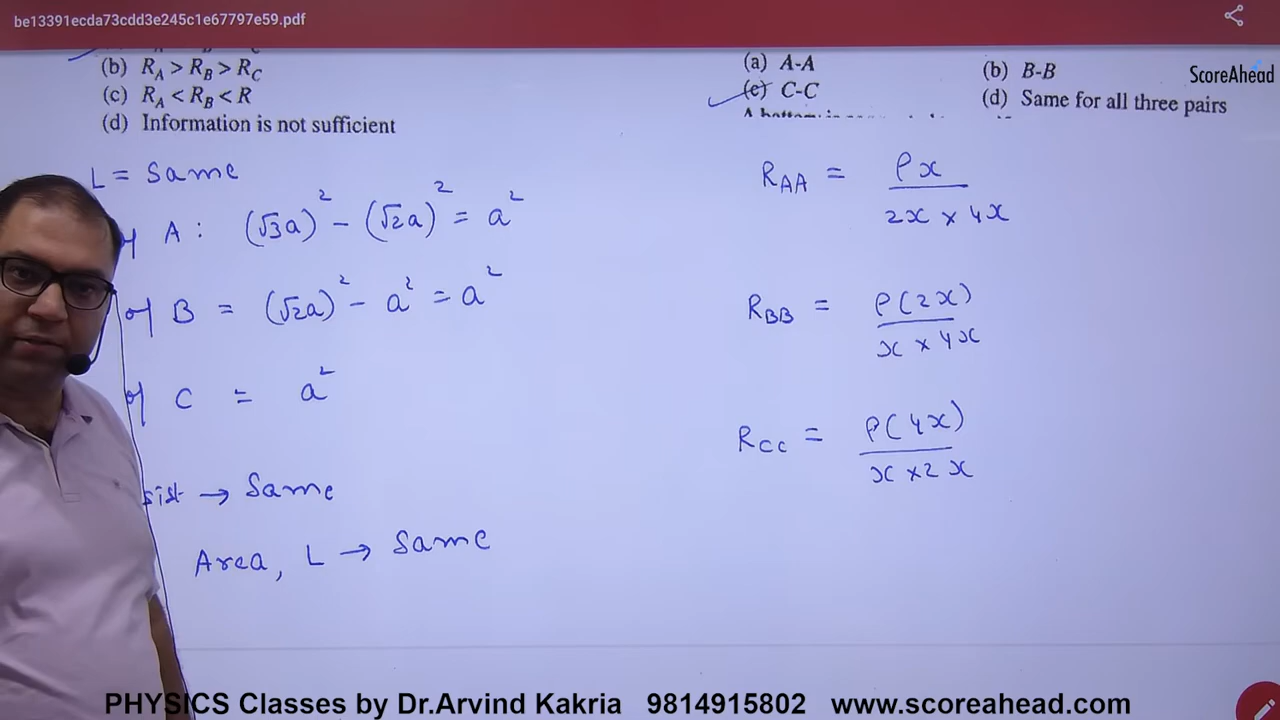 be13391ecda73cdd3e245c1e67797e59.pdf
(b) R_A > R_B > R_C
(c) R_A < R_B < R
(d) Information is not sufficient
(a) A-A
(b) B-B
(c) C-C
(d) Same for all three pairs
ScoreAhead
L = Same
of A : (√3a)² - (√2a)² = a²
of B = (√2a)² - a² = a²
of C = a²
sist → Same
Area, L → Same
R_AA = ρx / 2x × 4x
R_BB = ρ(2x) / x × 4x
R_CC = ρ(4x) / x × 2x
PHYSICS Classes by Dr.Arvind Kakria 9814915802 www.scoreahead.com